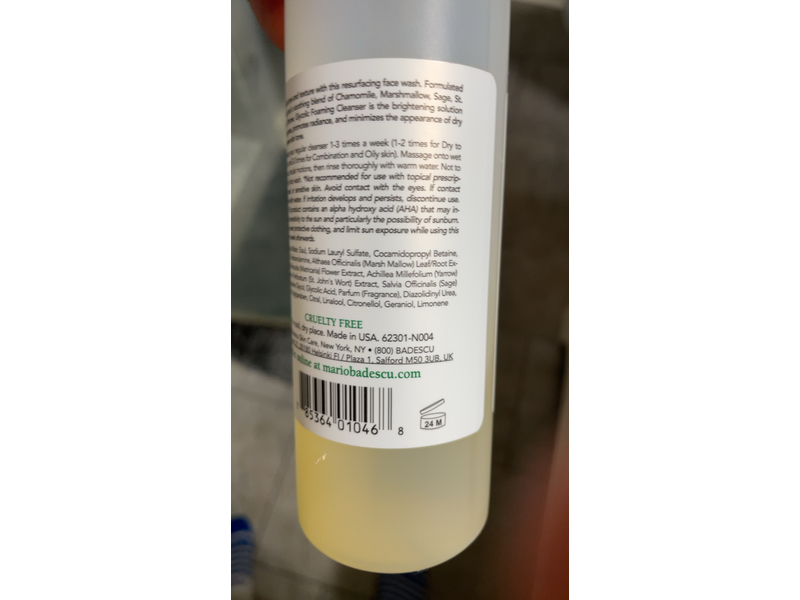 and texture with this resurfacing face wash. Formulated
soothing blend of Chamomile, Marshmallow, Sage, St.
Glycolic Foaming Cleanser is the brightening solution
promotes radiance, and minimizes the appearance of dry
tone.
regular cleanser 1-3 times a week (1-2 times for Dry to
times for Combination and Oily skin). Massage onto wet
motions, then rinse thoroughly with warm water. Not to
*Not recommended for use with topical prescrip-
sensitive skin. Avoid contact with the eyes. If contact
water. If irritation develops and persists, discontinue use.
product contains an alpha hydroxy acid (AHA) that may in-
to the sun and particularly the possibility of sunburn.
protective clothing, and limit sun exposure while using this
afterwards.
Sodium Lauryl Sulfate, Cocamidopropyl Betaine,
Althaea Officinalis (Marsh Mallow) Leaf/Root Ex-
(Matricaria) Flower Extract, Achillea Millefolium (Yarrow)
(St. John's Wort) Extract, Salvia Officinalis (Sage)
Glycol, Glycolic Acid, Parfum (Fragrance), Diazolidinyl Urea,
Citral, Linalool, Citronellol, Geraniol, Limonene
CRUELTY FREE
dry place. Made in USA. 62301-N004
Skin Care, New York, NY • (800) BADESCU
Helsinki FI / Plaza 1, Salford M50 3UB, UK
online at mariobadescu.com
85364 01046 8
24 M